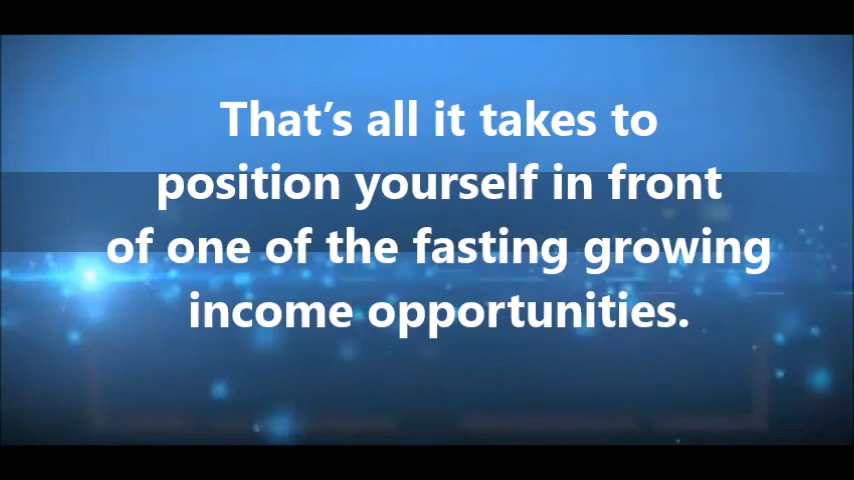 That’s all it takes to
position yourself in front
of one of the fasting growing
income opportunities.